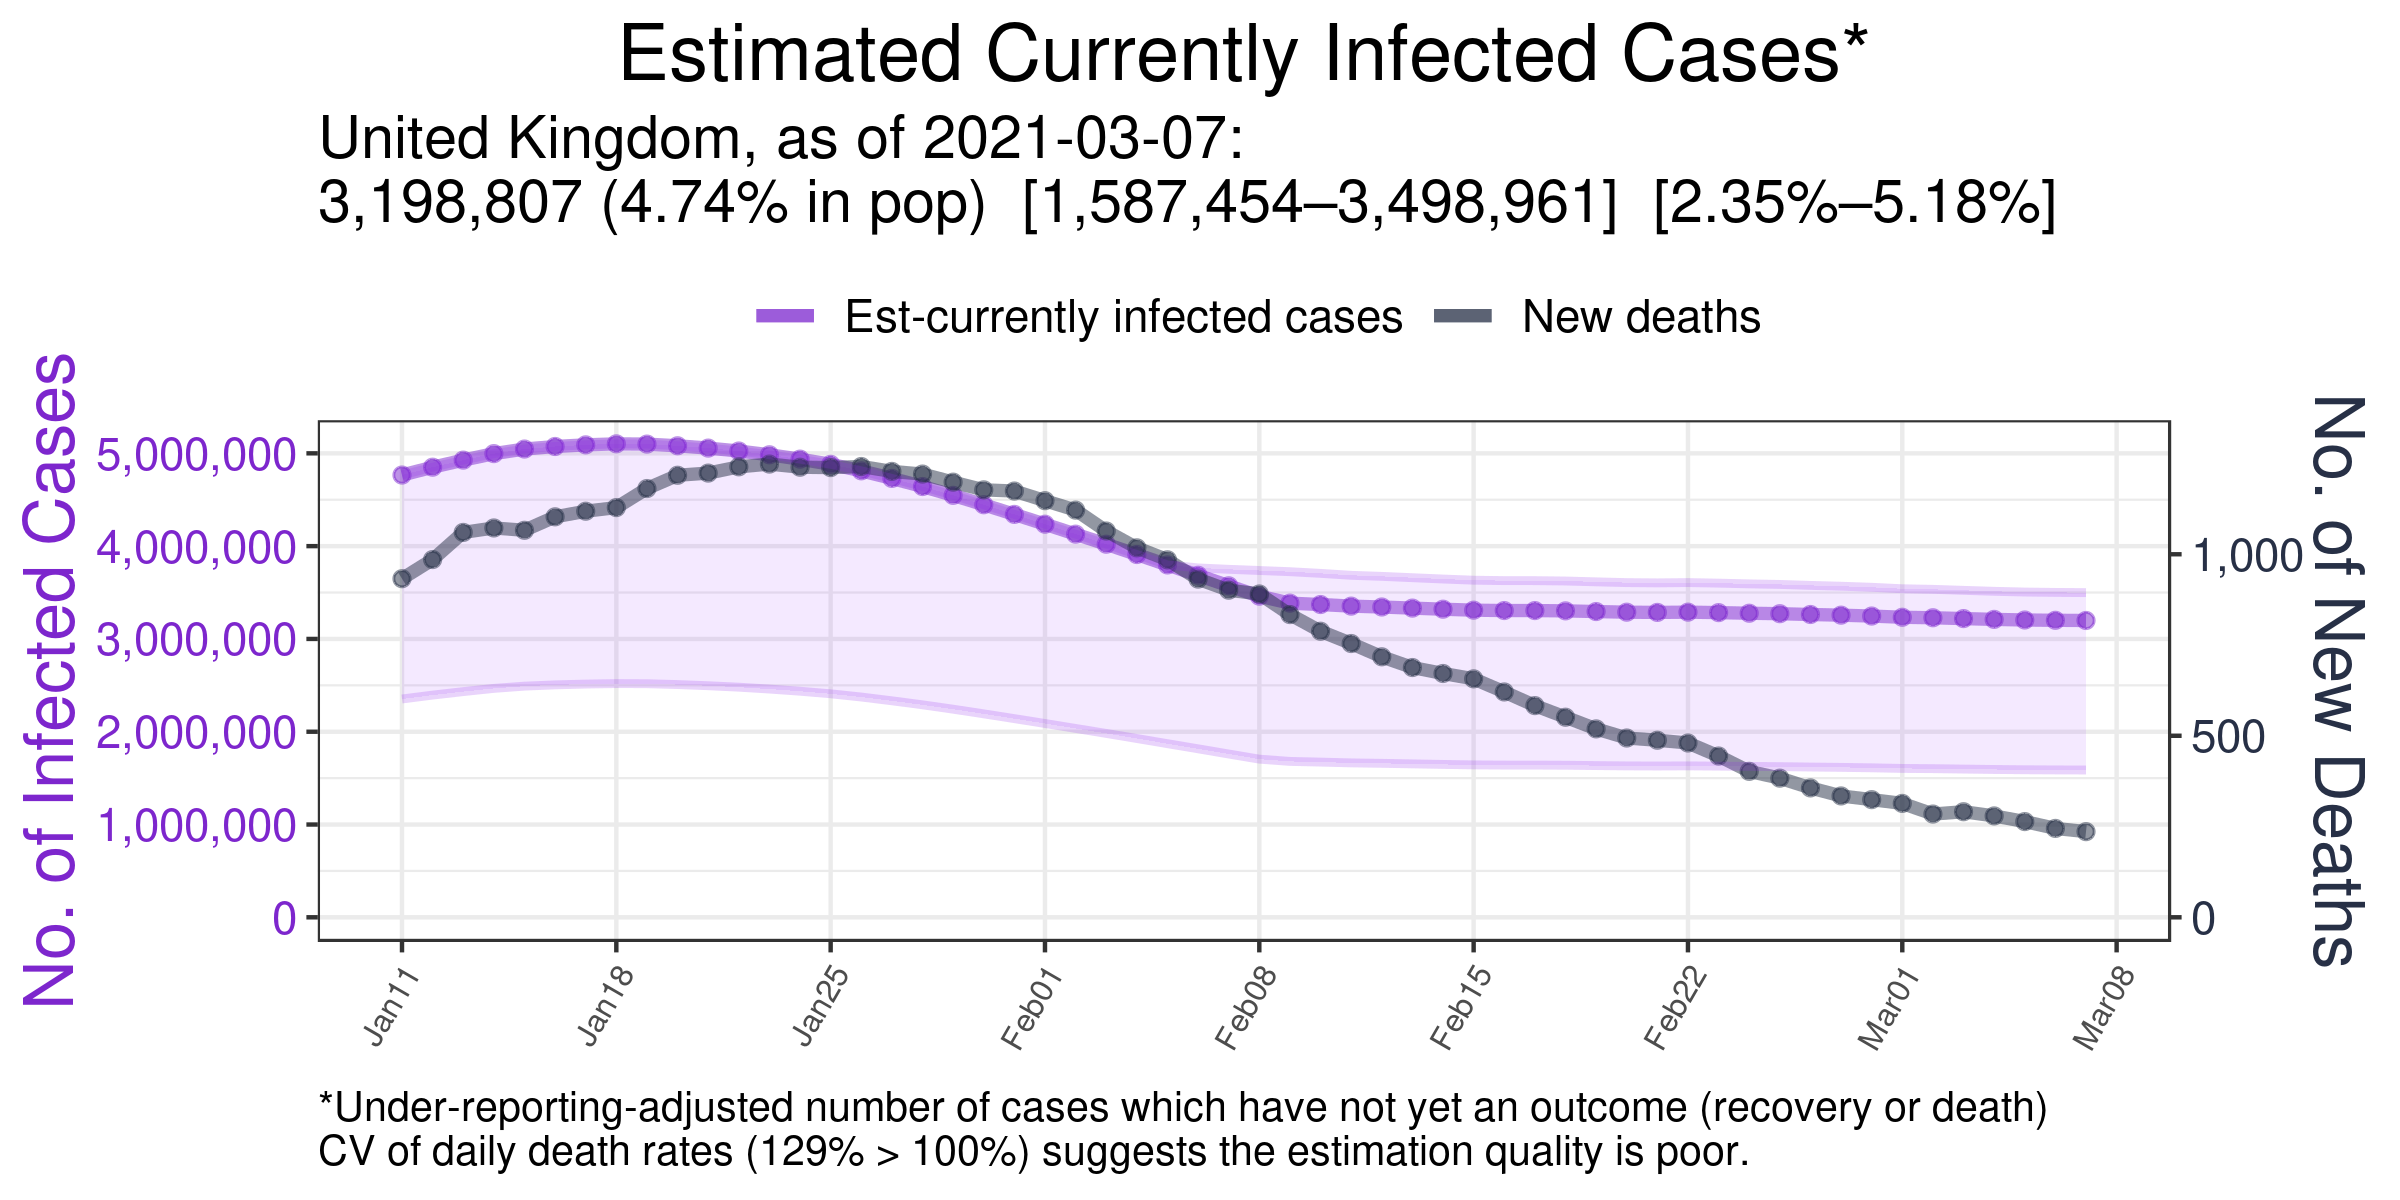 Estimated Currently Infected Cases*
United Kingdom, as of 2021-03-07:
3,198,807 (4.74% in pop)  [1,587,454–3,498,961]  [2.35%–5.18%]
Est-currently infected cases
New deaths
No. of Infected Cases
5,000,000
4,000,000
3,000,000
2,000,000
1,000,000
0
No. of New Deaths
1,000
500
0
Jan11
Jan18
Jan25
Feb01
Feb08
Feb15
Feb22
Mar01
Mar08
*Under-reporting-adjusted number of cases which have not yet an outcome (recovery or death)
CV of daily death rates (129% > 100%) suggests the estimation quality is poor.